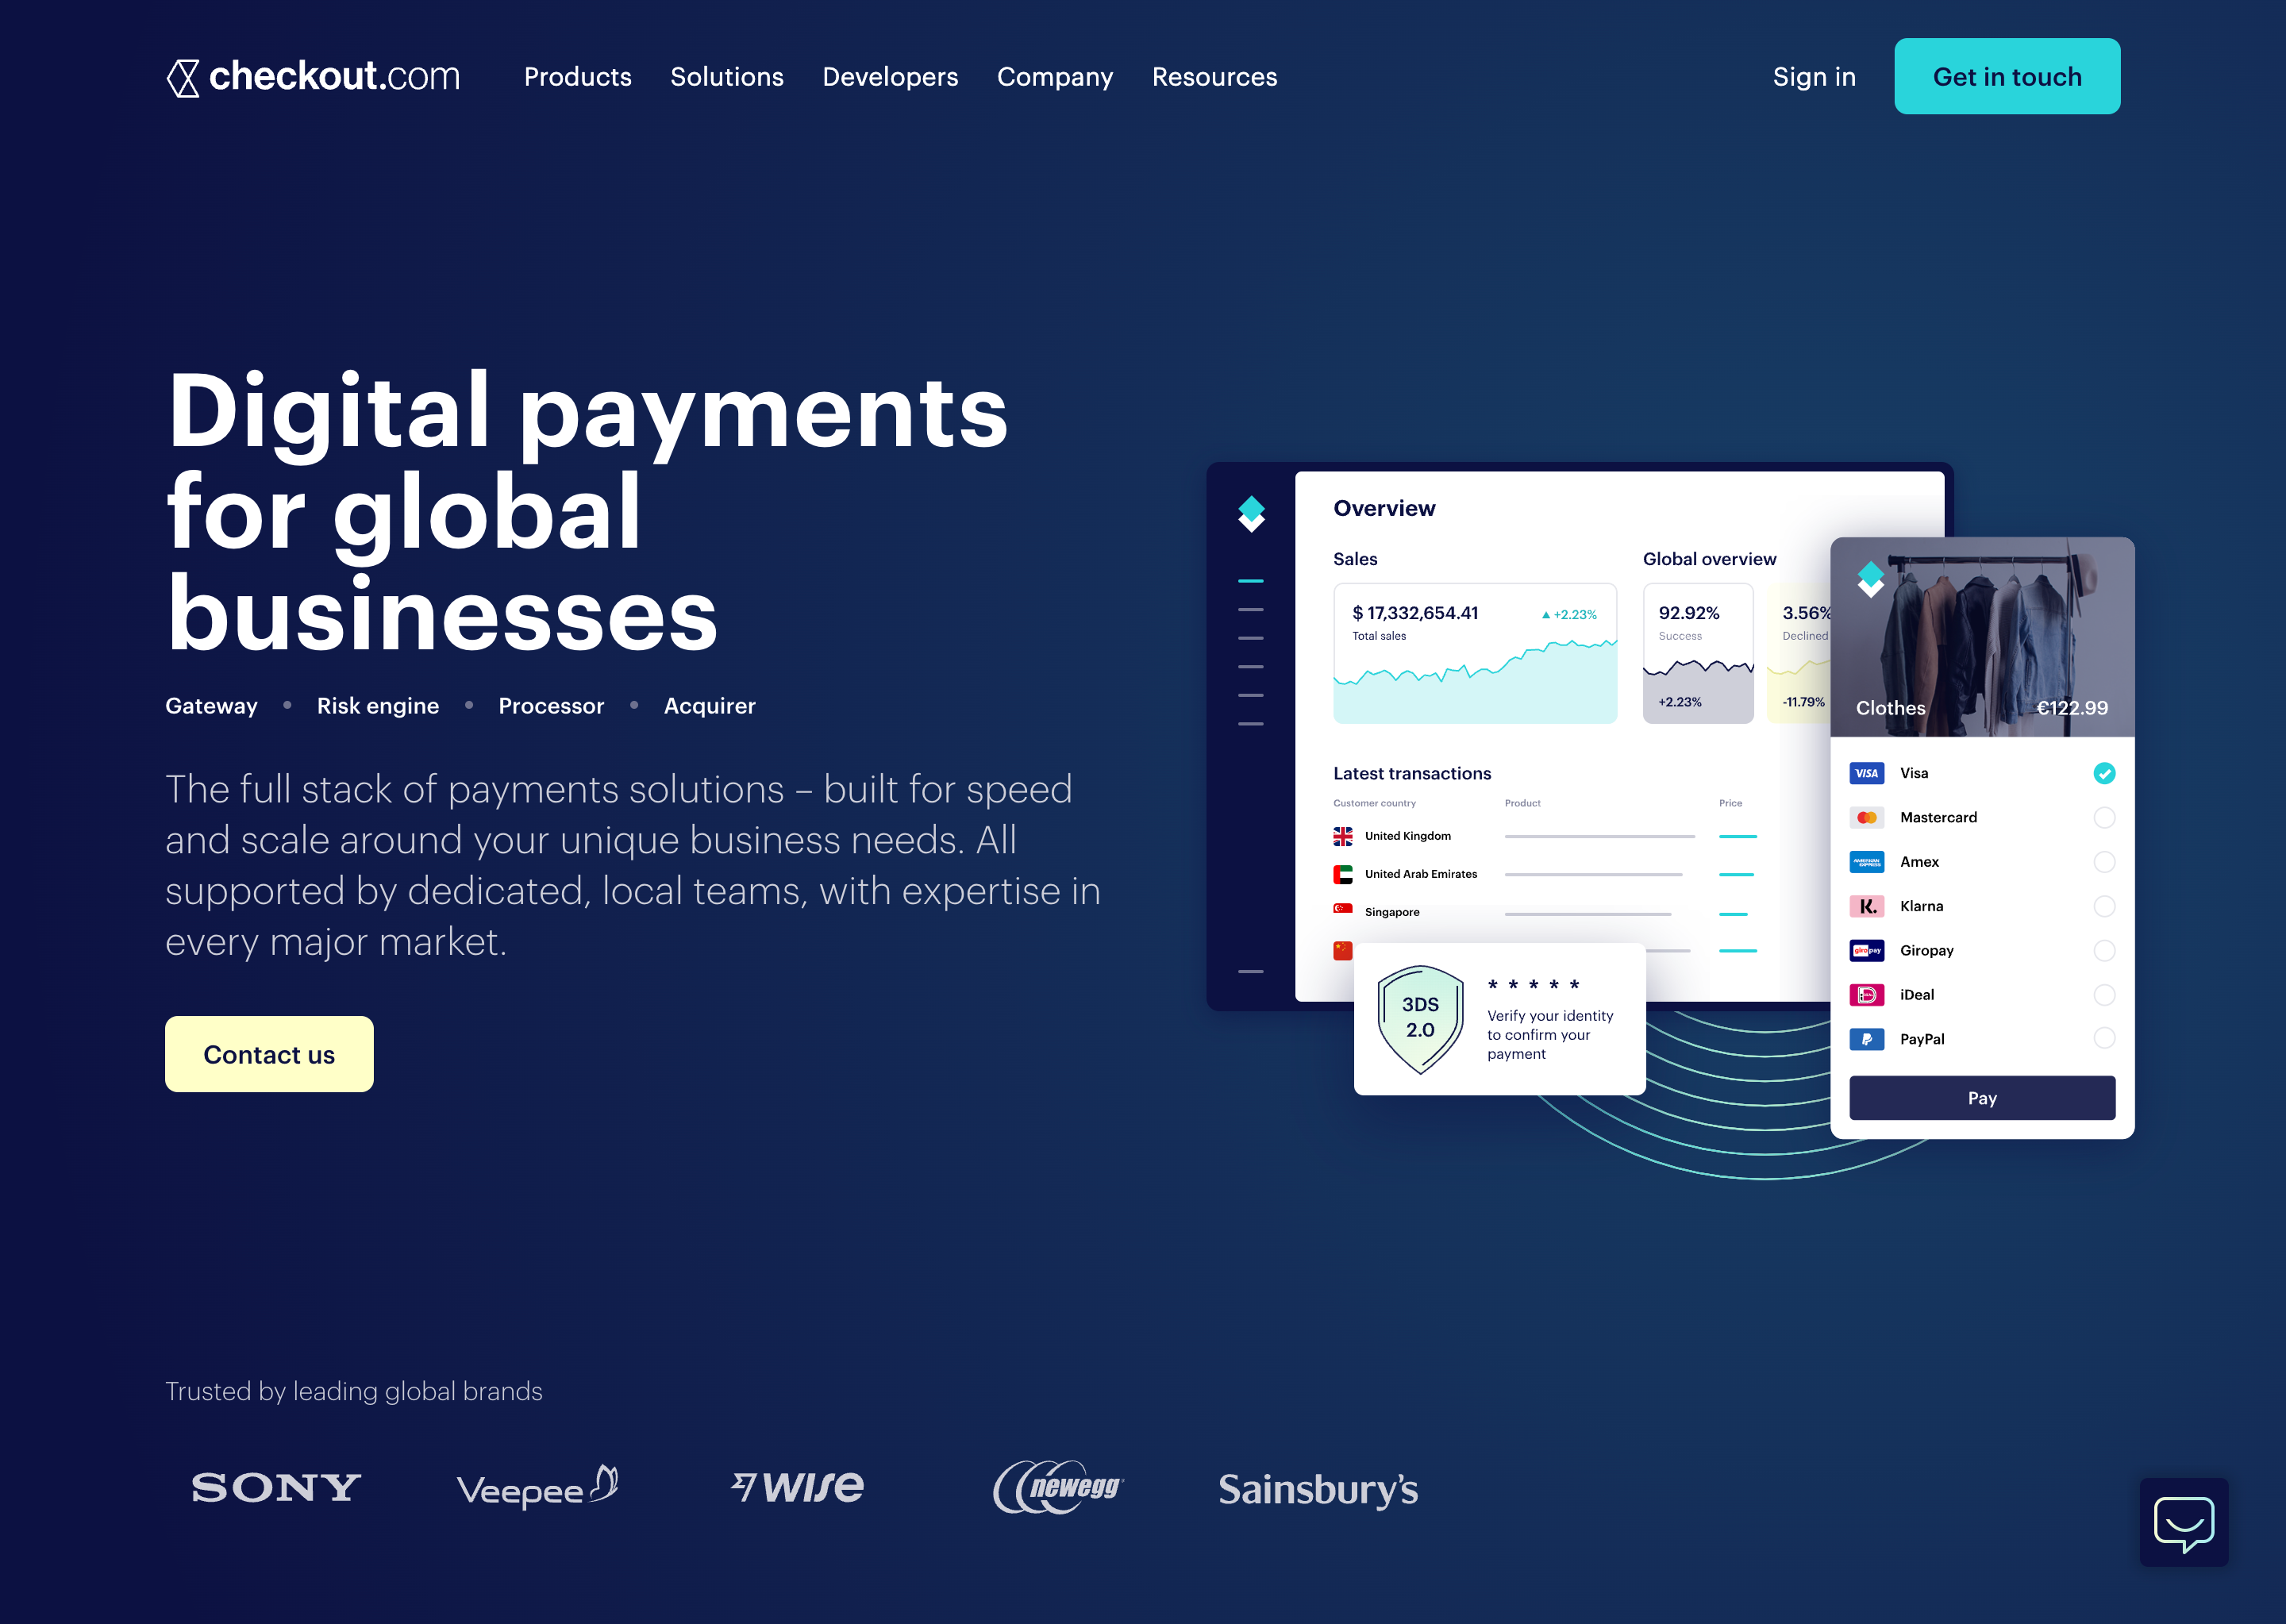 checkout.com
Products
Solutions
Developers
Company
Resources
Sign in
Get in touch
Digital payments
for global
businesses
Gateway • Risk engine • Processor • Acquirer
The full stack of payments solutions – built for speed
and scale around your unique business needs. All
supported by dedicated, local teams, with expertise in
every major market.
Contact us
Overview
Sales
$ 17,332,654.41
+2.23%
Total sales
Global overview
92.92%
Success
+2.23%
3.56%
Declined
-11.79%
Latest transactions
Customer country
Product
Price
United Kingdom
United Arab Emirates
Singapore
3DS
2.0
* * * * *
Verify your identity
to confirm your
payment
Clothes
€122.99
VISA
Visa
Mastercard
AMERICAN
EXPRESS
Amex
K.
Klarna
giropay
Giropay
iDeal
PayPal
Pay
Trusted by leading global brands
SONY
Veepee
WISE
newegg
Sainsbury's